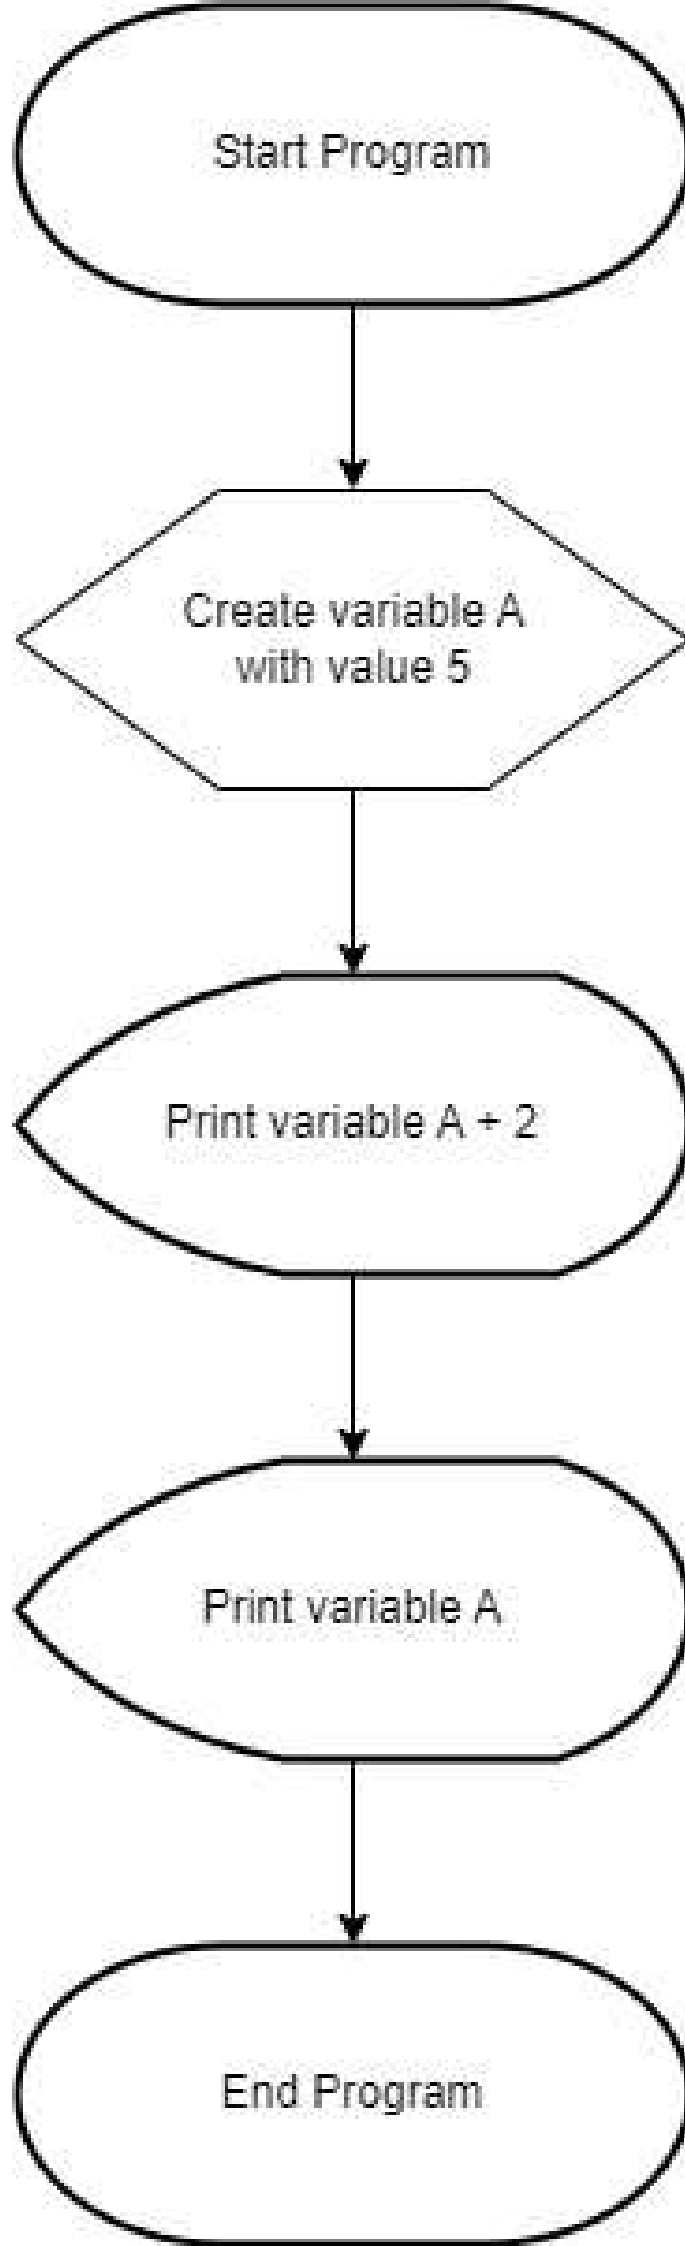 Start Program
Create variable A
with value 5
Print variable A + 2
Print variable A
End Program